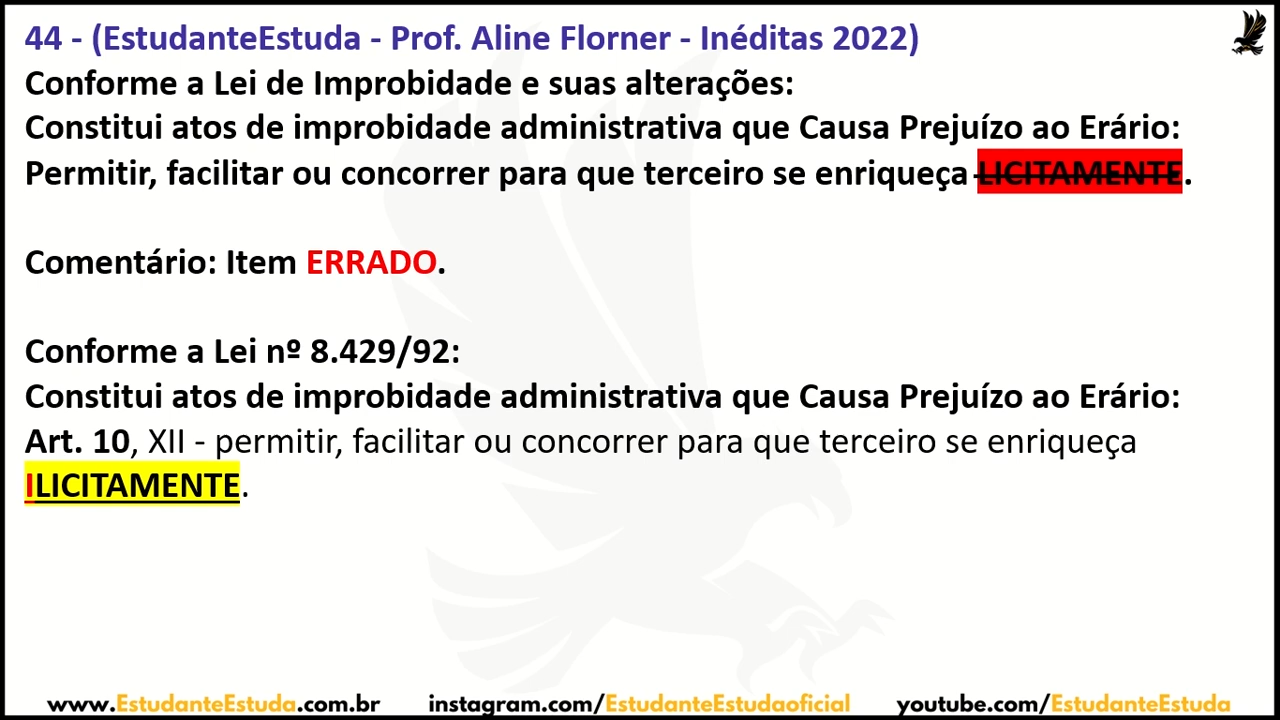 44 - (EstudanteEstuda - Prof. Aline Florner - Inéditas 2022)
Conforme a Lei de Improbidade e suas alterações:
Constitui atos de improbidade administrativa que Causa Prejuízo ao Erário:
Permitir, facilitar ou concorrer para que terceiro se enriqueça LICITAMENTE.
Comentário: Item ERRADO.
Conforme a Lei nº 8.429/92:
Constitui atos de improbidade administrativa que Causa Prejuízo ao Erário:
Art. 10, XII - permitir, facilitar ou concorrer para que terceiro se enriqueça
ILICITAMENTE.
www.EstudanteEstuda.com.br instagram.com/EstudanteEstudaoficial youtube.com/EstudanteEstuda